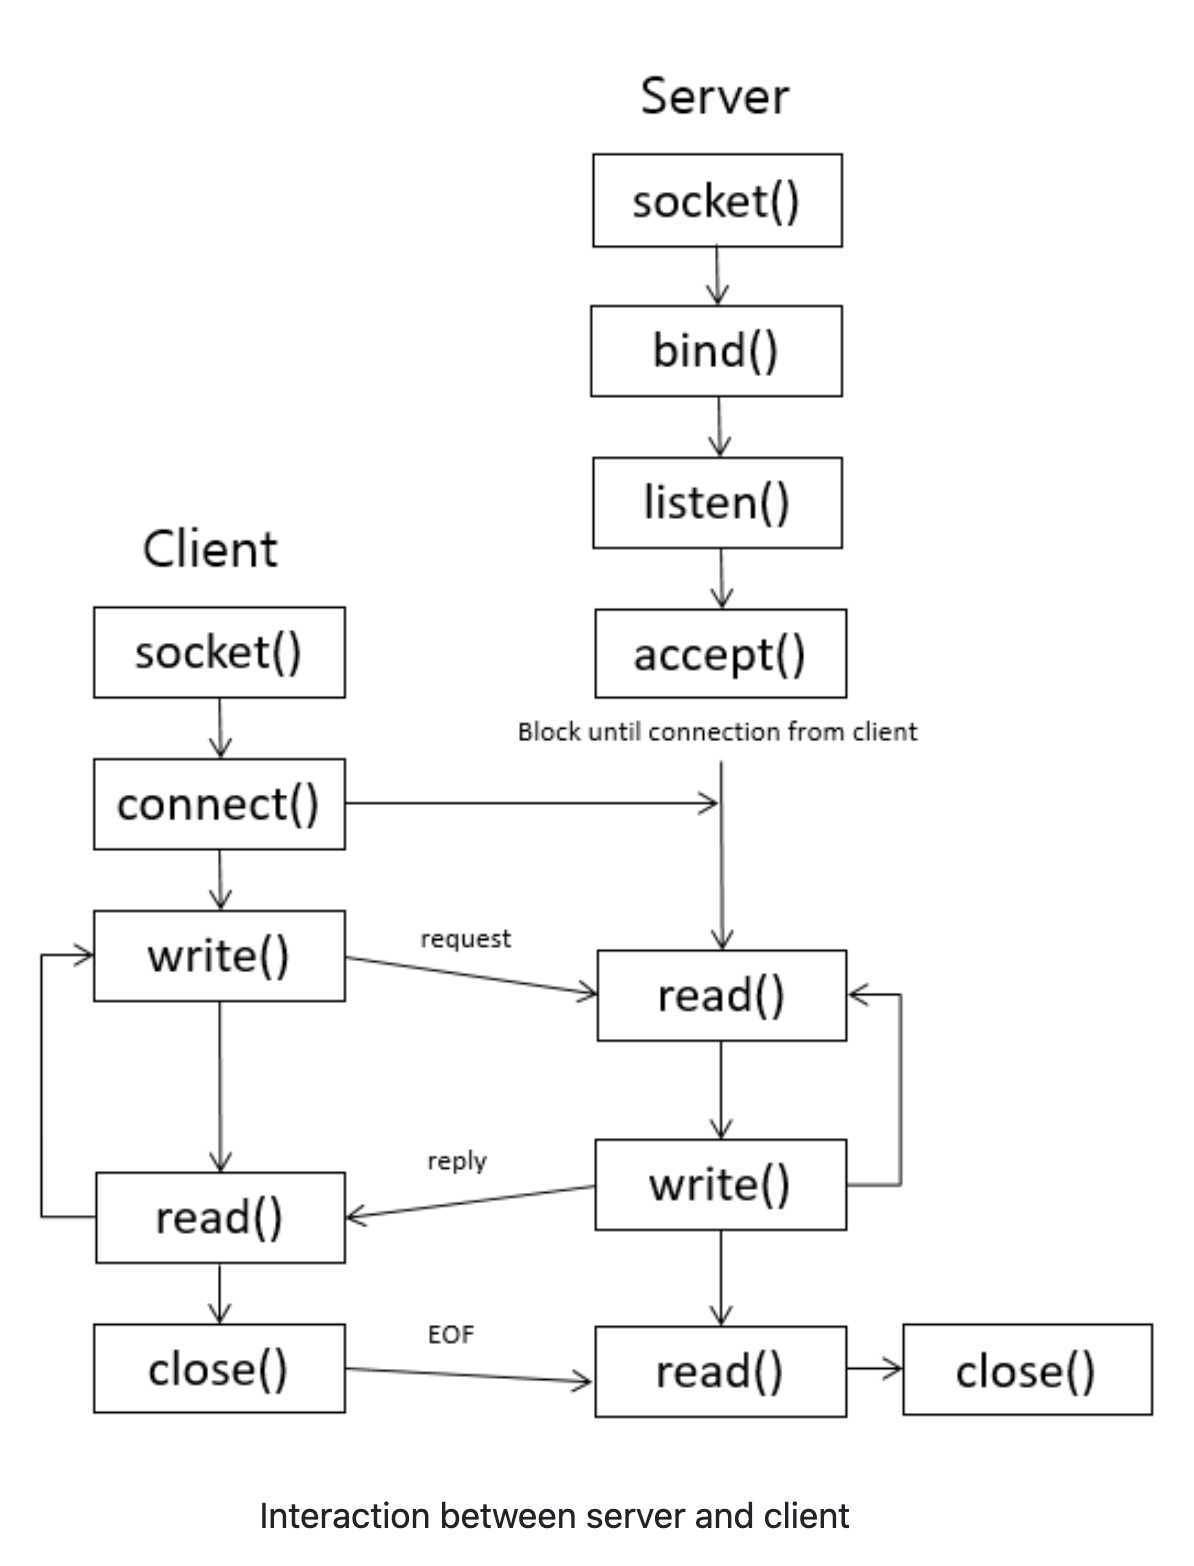 Server
socket()
bind()
listen()
Client
socket()
accept()
Block until connection from client
connect()
write()
request
read()
reply
write()
read()
EOF
close()
read()
close()
Interaction between server and client